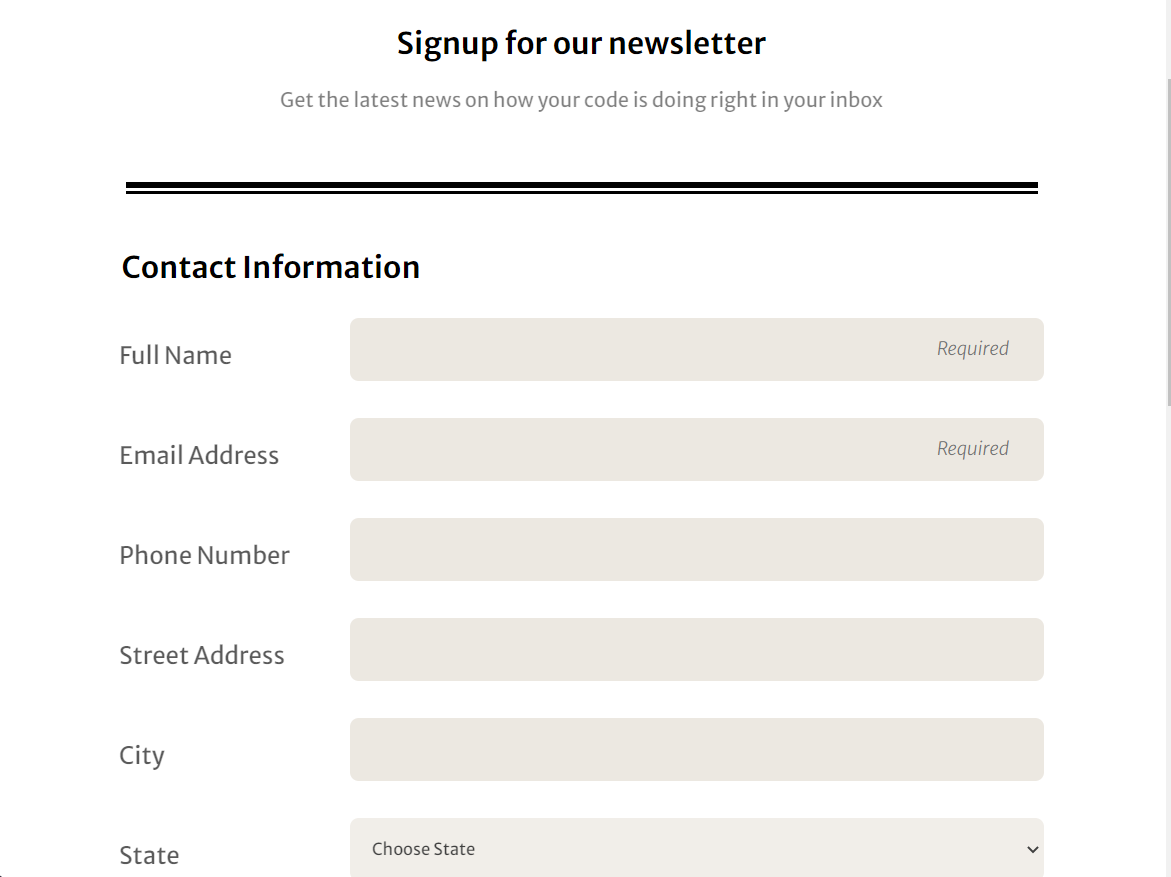 Signup for our newsletter
Get the latest news on how your code is doing right in your inbox
Contact Information
Full Name
Required
Email Address
Required
Phone Number
Street Address
City
State
Choose State